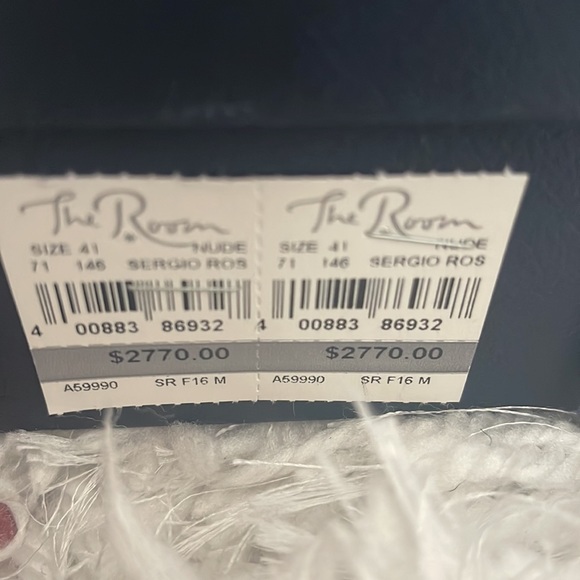 The Room
SIZE 41 NUDE
71 146 SERGIO ROS
4 00883 86932
$2770.00
A59990 SR F16 M
The Room
SIZE 41 NUDE
71 146 SERGIO ROS
4 00883 86932
$2770.00
A59990 SR F16 M